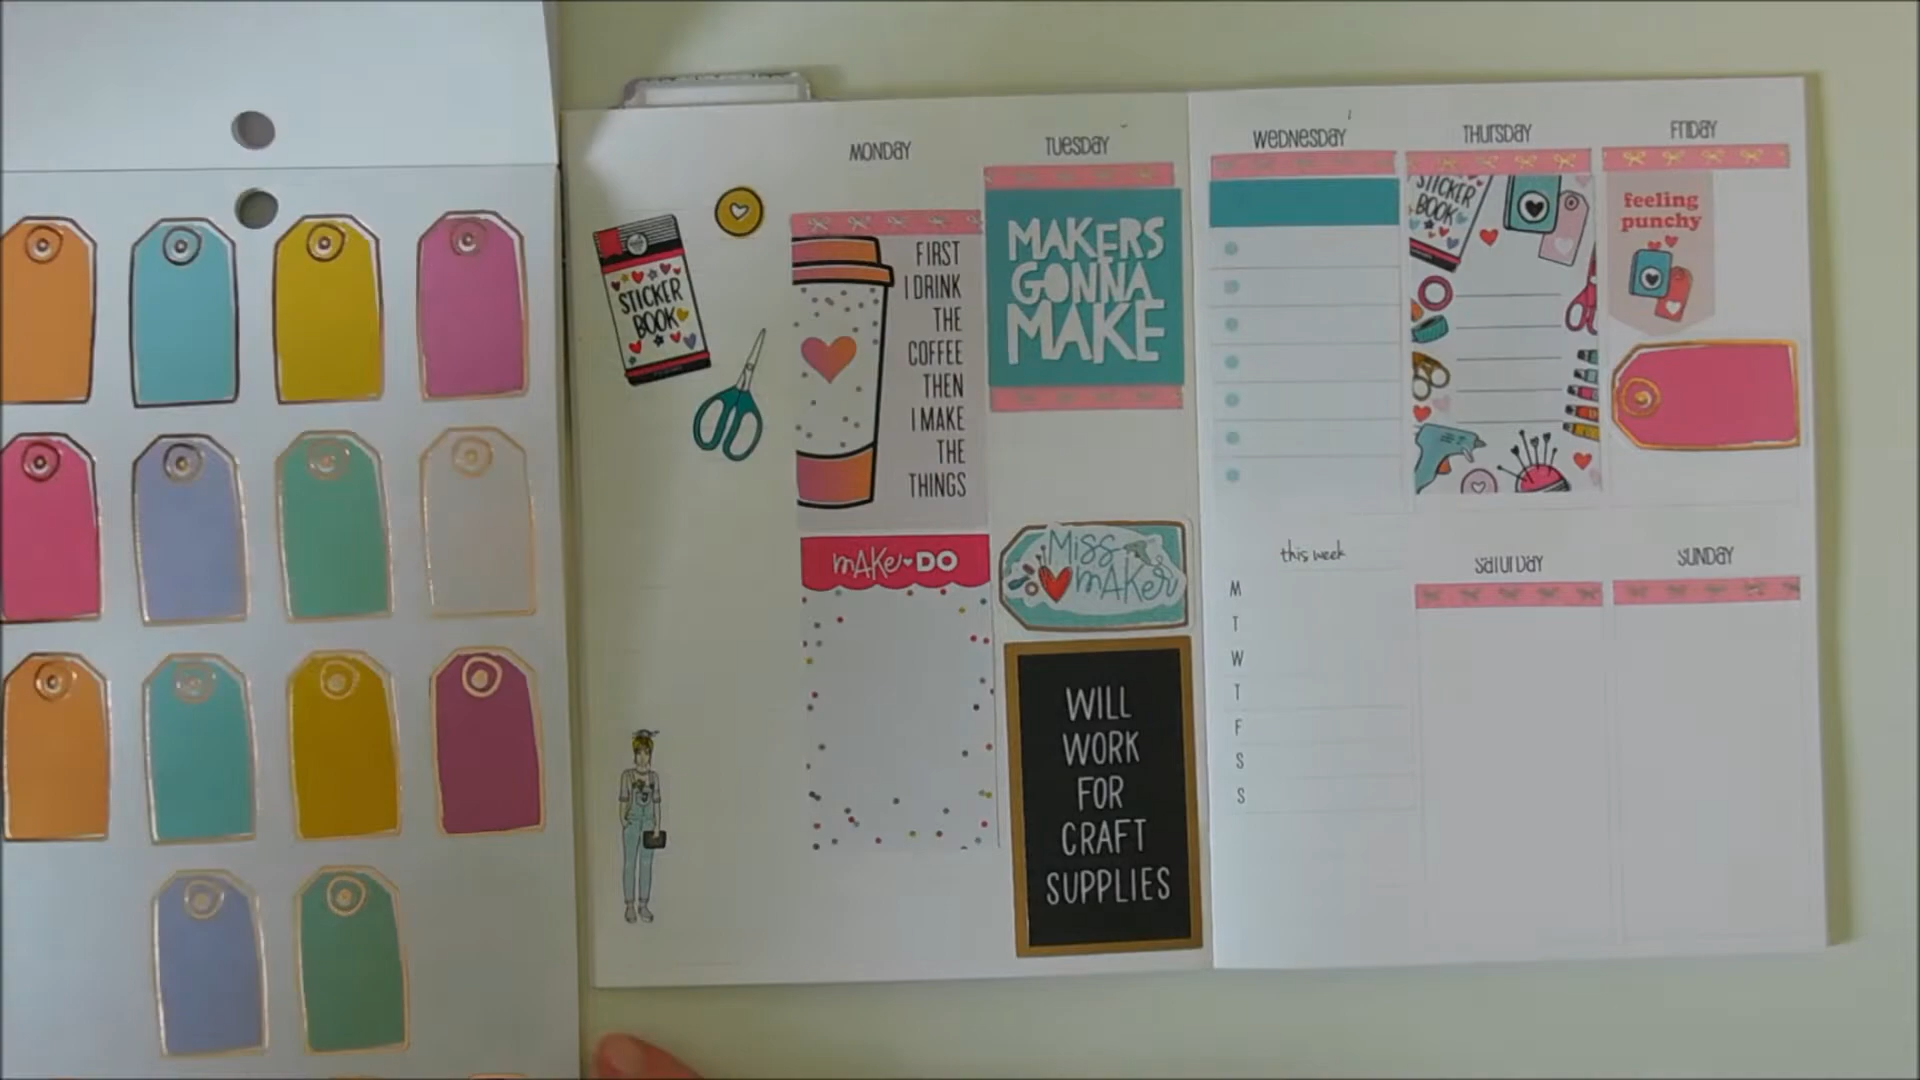 MONDAY
TUESDAY
WEDNESDAY
THURSDAY
FRIDAY
STICKER
BOOK
FIRST
I DRINK
THE
COFFEE
THEN
I MAKE
THE
THINGS
MAKE DO
MAKERS
GONNA
MAKE
Miss
Maker
WILL
WORK
FOR
CRAFT
SUPPLIES
STICKER
BOOK
feeling
punchy
this week
M
T
W
T
F
S
S
SATURDAY
SUNDAY